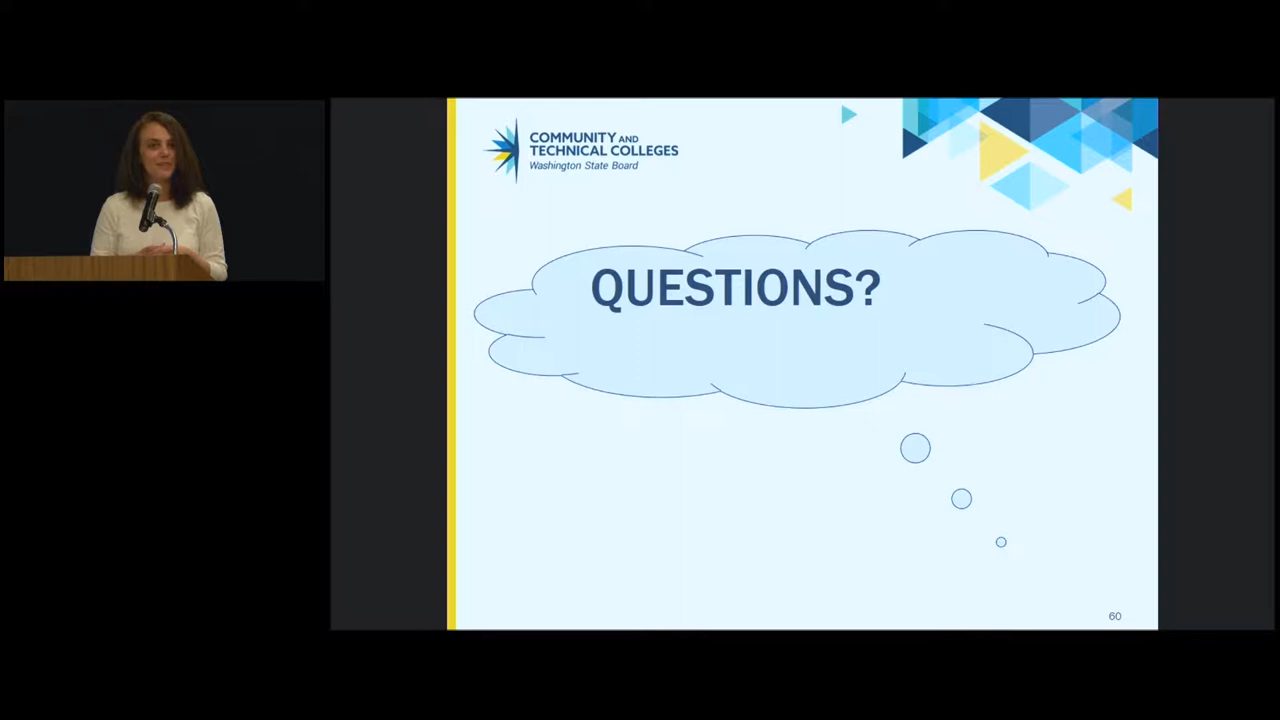 COMMUNITY AND
TECHNICAL COLLEGES
Washington State Board
QUESTIONS?
60